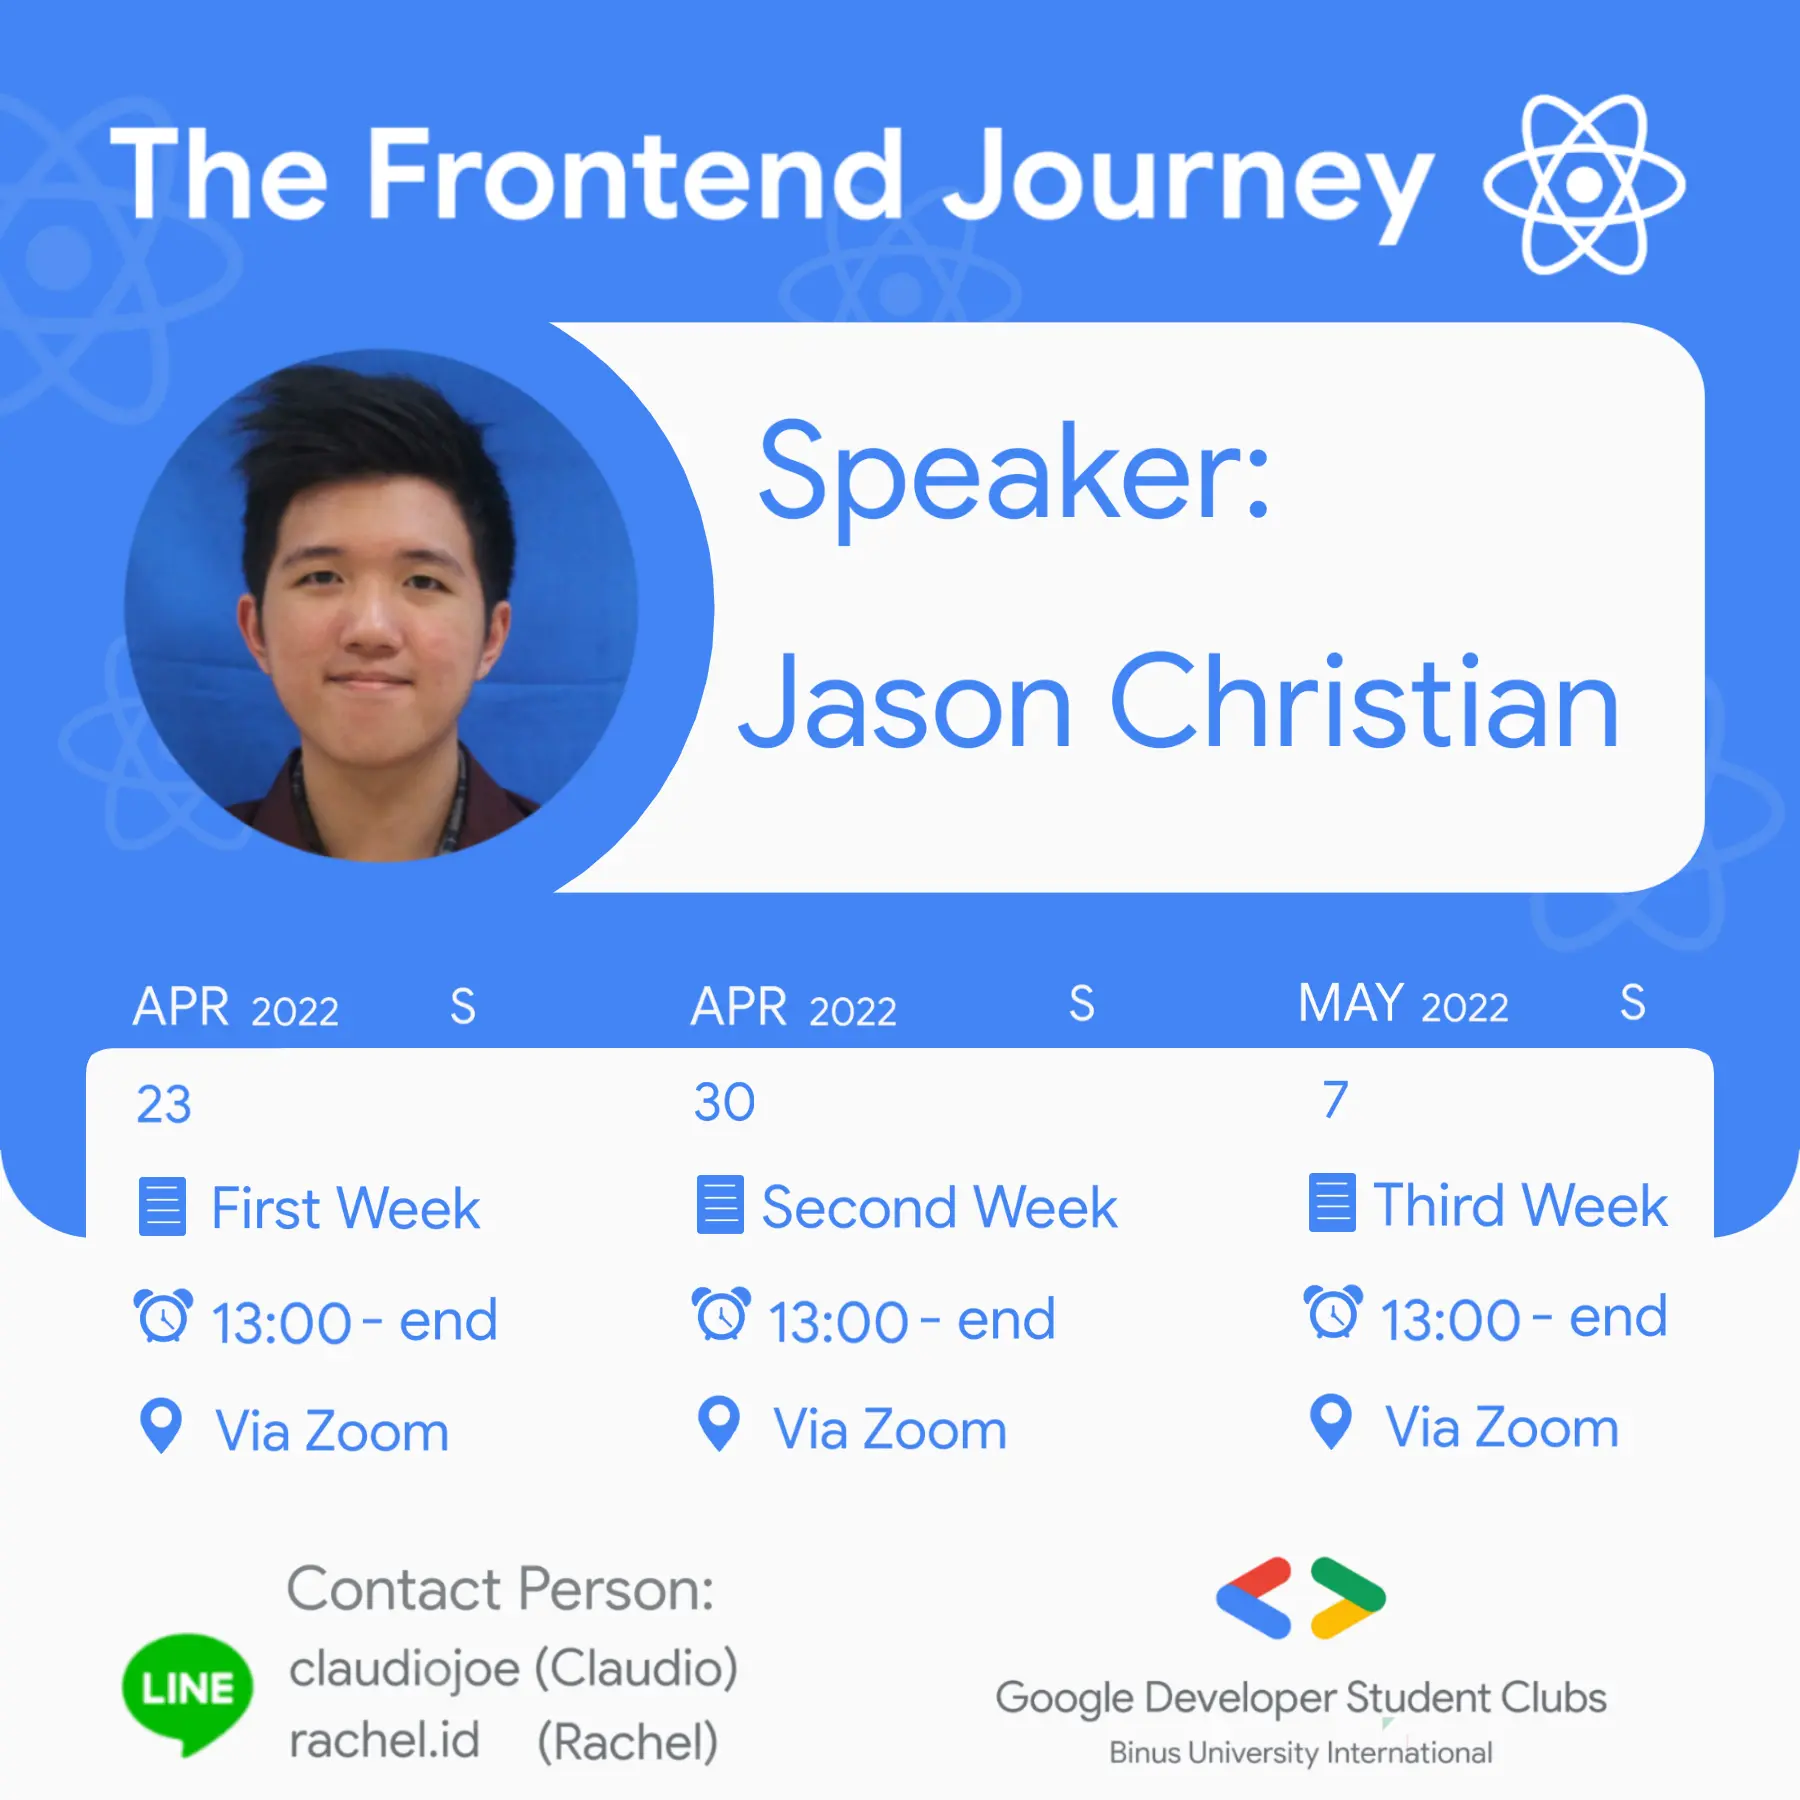 The Frontend Journey
Speaker:
Jason Christian
APR 2022 S
23
First Week
13:00 - end
Via Zoom
APR 2022 S
30
Second Week
13:00 - end
Via Zoom
MAY 2022 S
7
Third Week
13:00 - end
Via Zoom
Contact Person:
LINE
claudiojoe (Claudio)
rachel.id (Rachel)
Google Developer Student Clubs
Binus University International